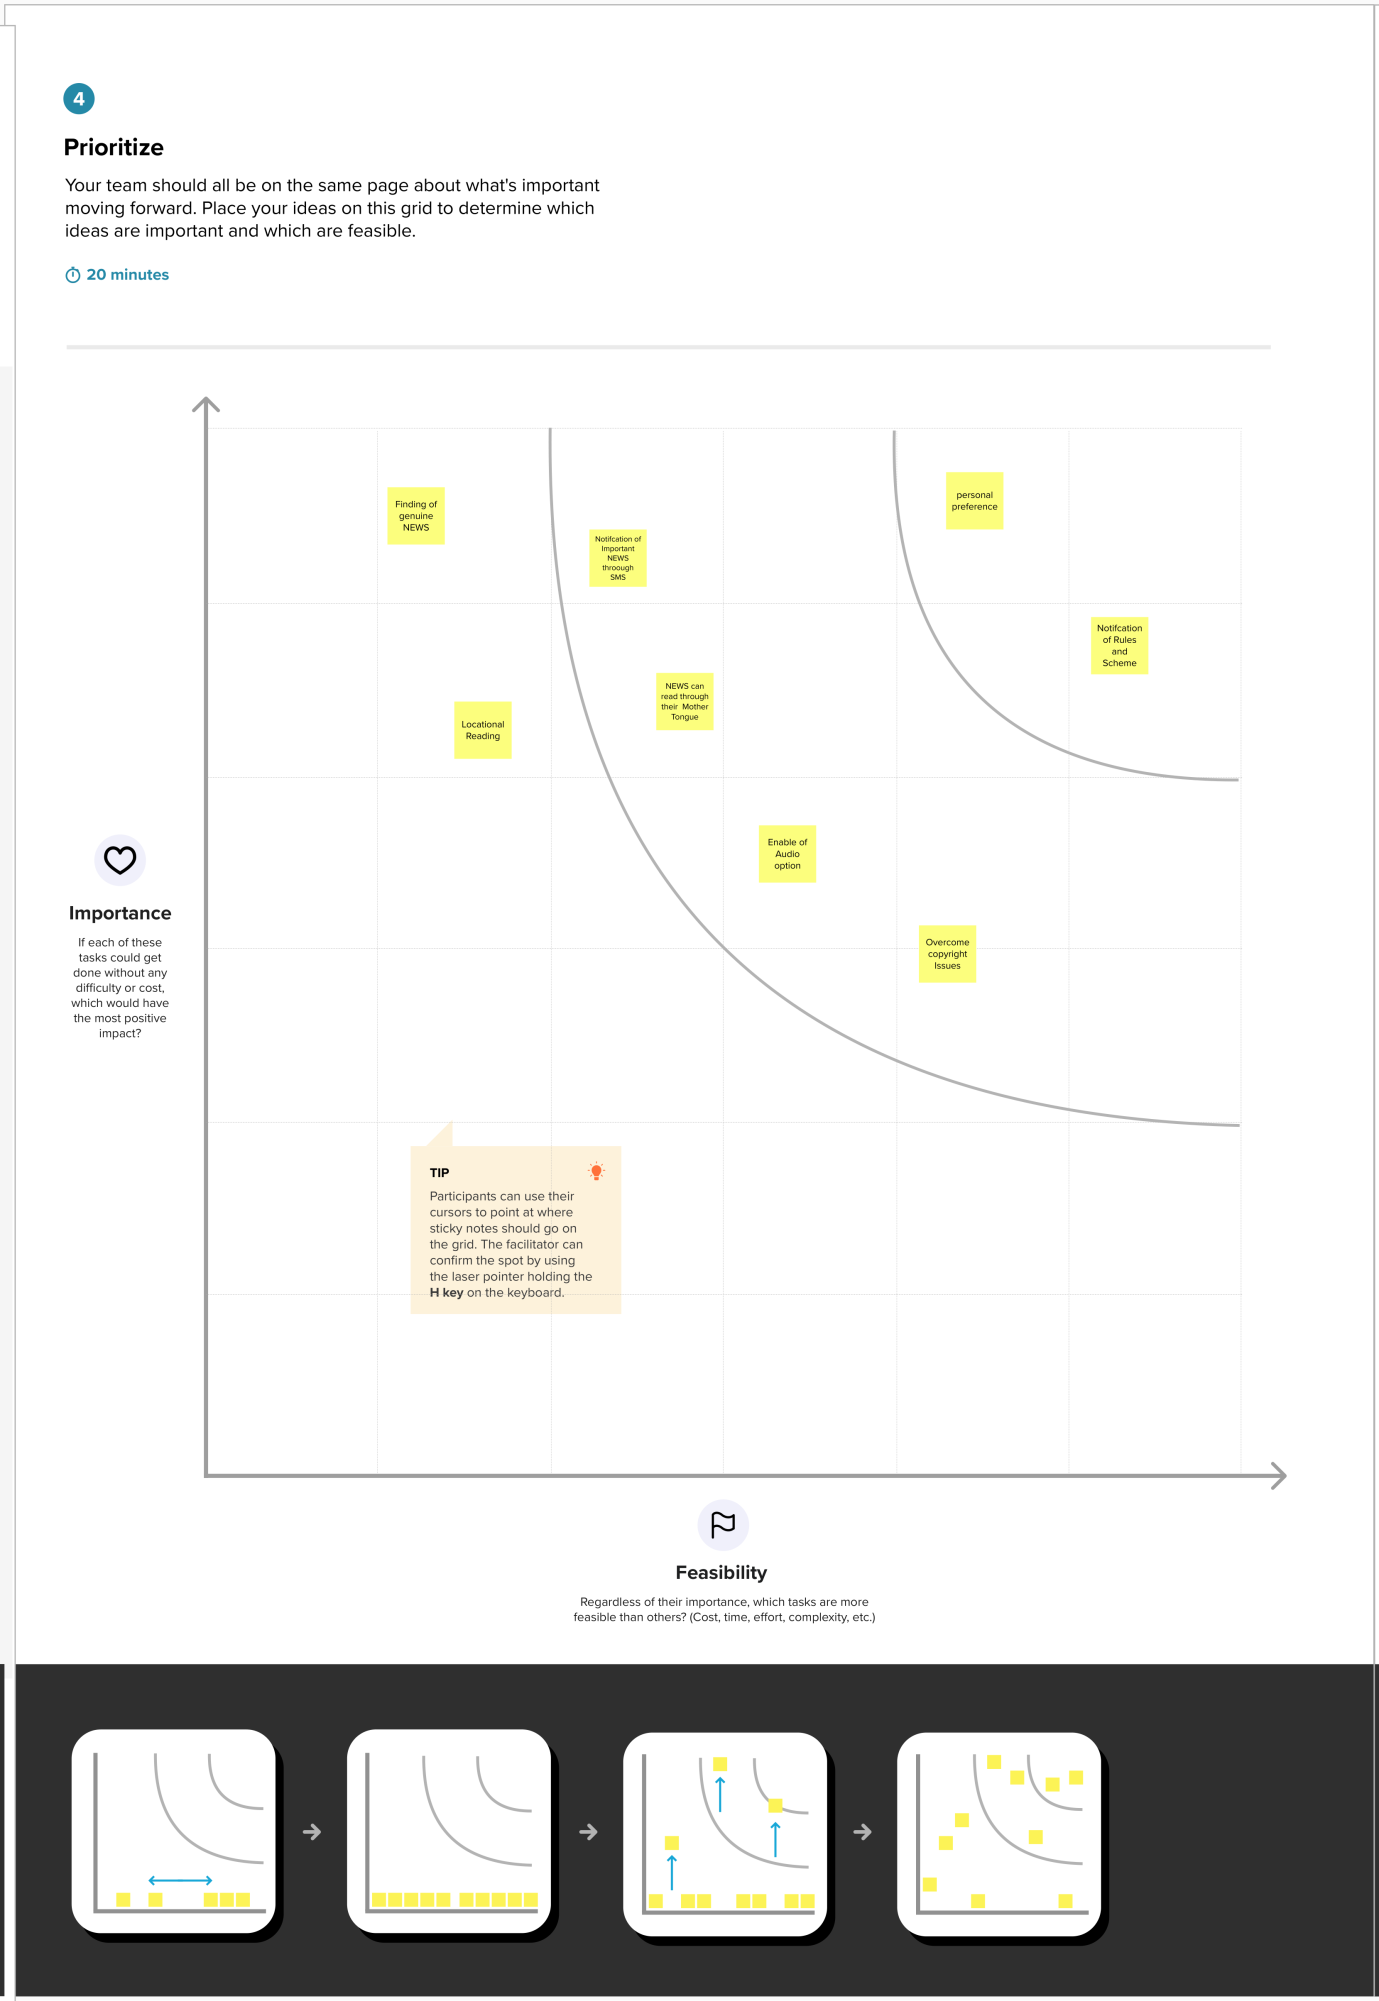 4
Prioritize
Your team should all be on the same page about what's important
moving forward. Place your ideas on this grid to determine which
ideas are important and which are feasible.
20 minutes
Finding of
genuine
NEWS
Notifcation of
Important
NEWS
throough
SMS
personal
preference
Notifcation
of Rules
and
Scheme
NEWS can
read through
their Mother
Tongue
Locational
Reading
Enable of
Audio
option
Overcome
copyright
Issues
Importance
If each of these
tasks could get
done without any
difficulty or cost,
which would have
the most positive
impact?
TIP
Participants can use their
cursors to point at where
sticky notes should go on
the grid. The facilitator can
confirm the spot by using
the laser pointer holding the
H key on the keyboard.
Feasibility
Regardless of their importance, which tasks are more
feasible than others? (Cost, time, effort, complexity, etc.)